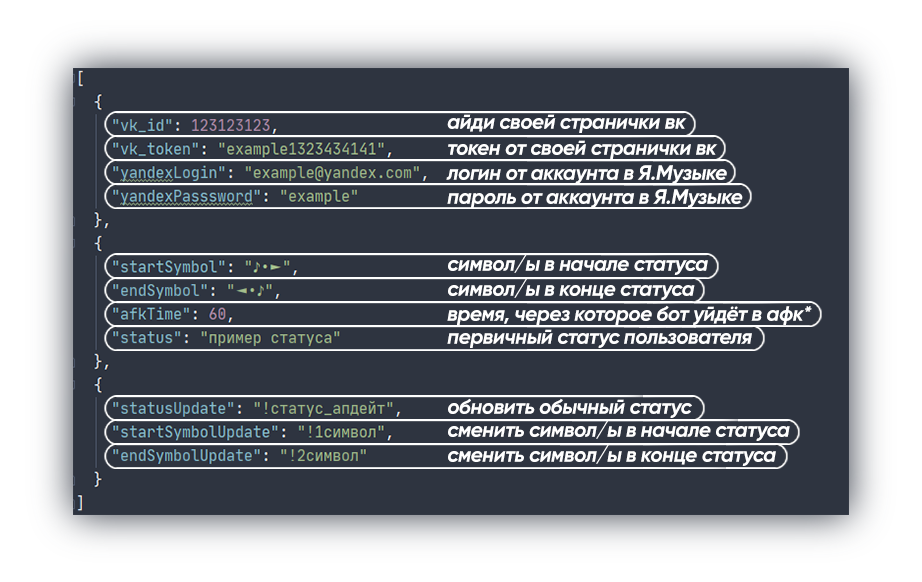 [
{
"vk_id": 123123123, айди своей странички вк
"vk_token": "example1323434141", токен от своей странички вк
"yandexLogin": "example@yandex.com", логин от аккаунта в Я.Музыке
"yandexPasssword": "example" пароль от аккаунта в Я.Музыке
},
{
"startSymbol": "♪•►", символ/ы в начале статуса
"endSymbol": "◄•♪", символ/ы в конце статуса
"afkTime": 60, время, через которое бот уйдёт в афк*
"status": "пример статуса" первичный статус пользователя
},
{
"statusUpdate": "!статус_апдейт", обновить обычный статус
"startSymbolUpdate": "!1символ", сменить символ/ы в начале статуса
"endSymbolUpdate": "!2символ" сменить символ/ы в конце статуса
}
]